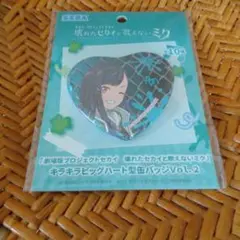 SEGA
壊れたセカイと歌えないミク
「劇場版プロジェクトセカイ 壊れたセカイと歌えないミク」
キラキラビッグハート型缶バッジVol.2